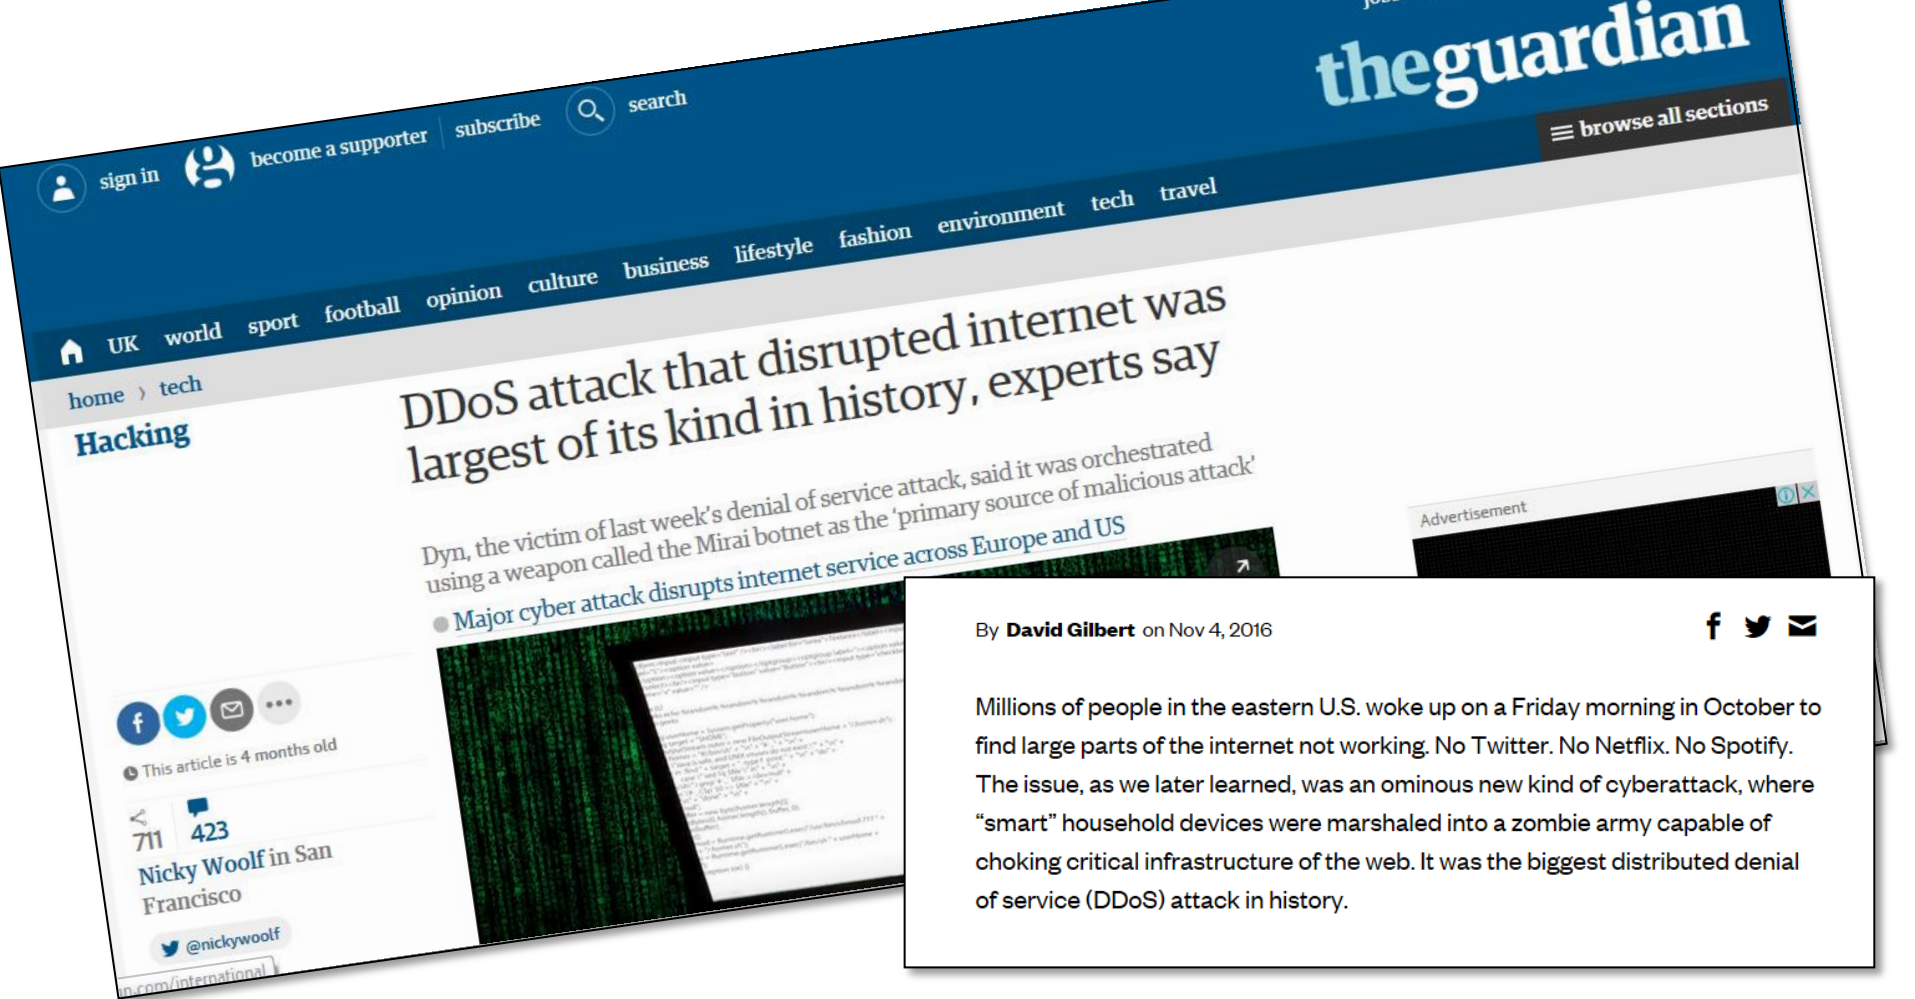 theguardian
sign in
become a supporter
subscribe
search
browse all sections
UK world sport football opinion culture business lifestyle fashion environment tech travel
home › tech
Hacking
DDoS attack that disrupted internet was
largest of its kind in history, experts say
Dyn, the victim of last week's denial of service attack, said it was orchestrated
using a weapon called the Mirai botnet as the 'primary source of malicious attack'
Major cyber attack disrupts internet service across Europe and US
Advertisement
This article is 4 months old
711 423
Nicky Woolf in San
Francisco
@nickywoolf
.com/international
By David Gilbert on Nov 4, 2016
Millions of people in the eastern U.S. woke up on a Friday morning in October to
find large parts of the internet not working. No Twitter. No Netflix. No Spotify.
The issue, as we later learned, was an ominous new kind of cyberattack, where
“smart” household devices were marshaled into a zombie army capable of
choking critical infrastructure of the web. It was the biggest distributed denial
of service (DDoS) attack in history.